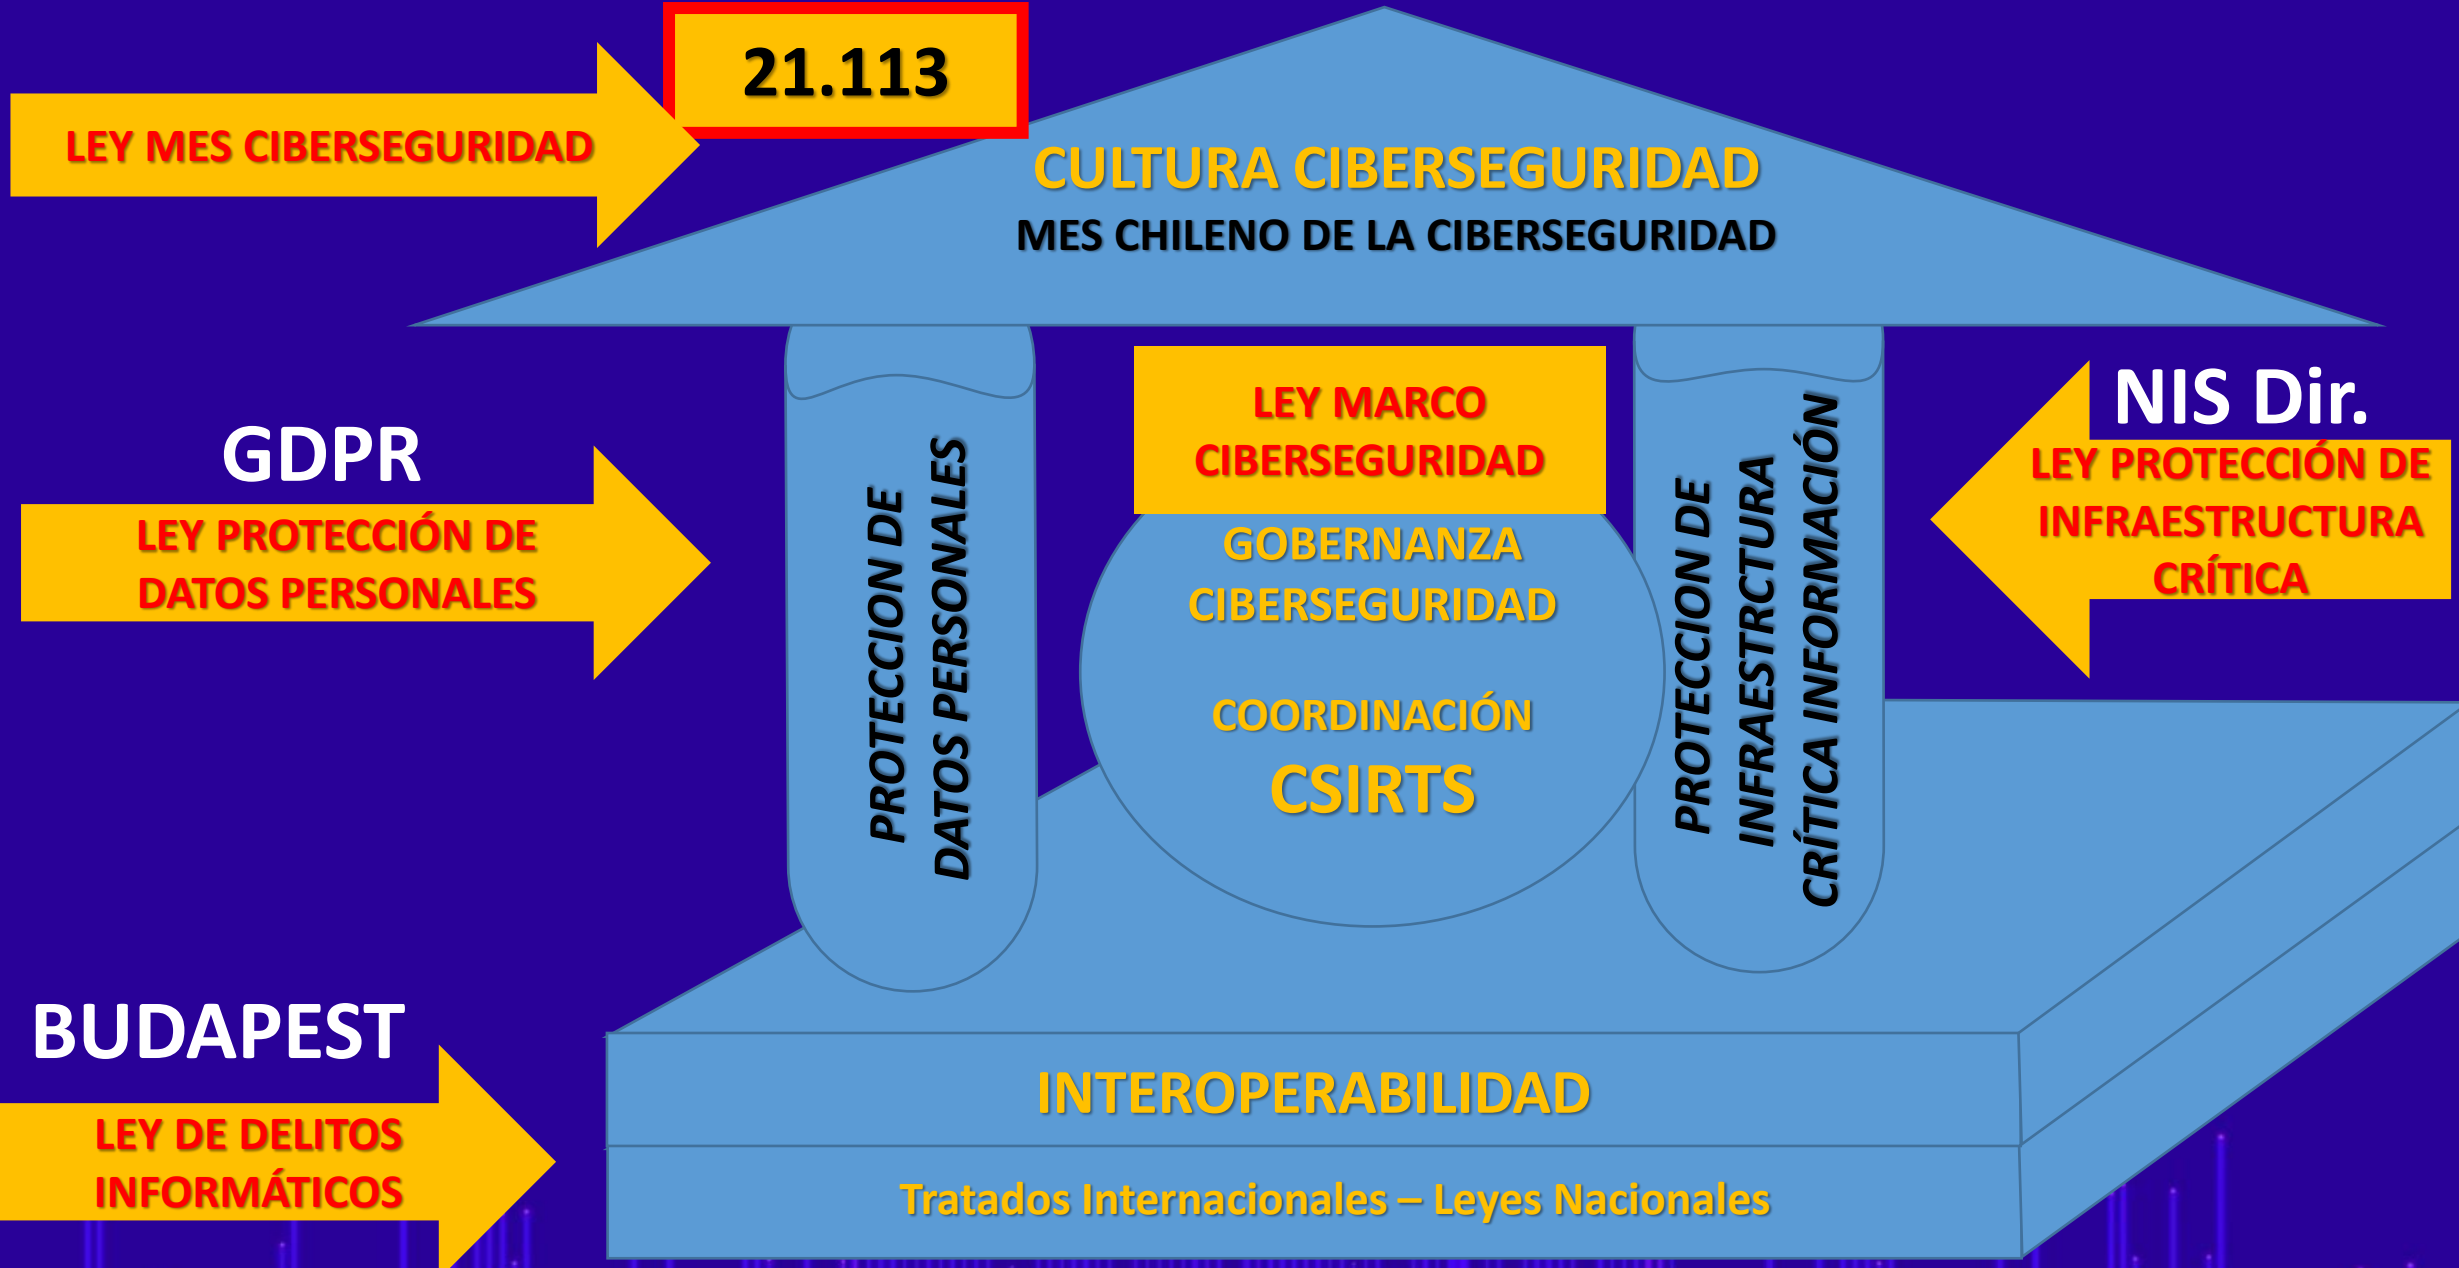 21.113
LEY MES CIBERSEGURIDAD
CULTURA CIBERSEGURIDAD
MES CHILENO DE LA CIBERSEGURIDAD
GDPR
LEY PROTECCIÓN DE
DATOS PERSONALES
PROTECCION DE
DATOS PERSONALES
LEY MARCO
CIBERSEGURIDAD
GOBERNANZA
CIBERSEGURIDAD
COORDINACIÓN
CSIRTS
PROTECCION DE
INFRAESTRCTURA
CRÍTICA INFORMACIÓN
NIS Dir.
LEY PROTECCIÓN DE
INFRAESTRUCTURA
CRÍTICA
BUDAPEST
LEY DE DELITOS
INFORMÁTICOS
INTEROPERABILIDAD
Tratados Internacionales – Leyes Nacionales